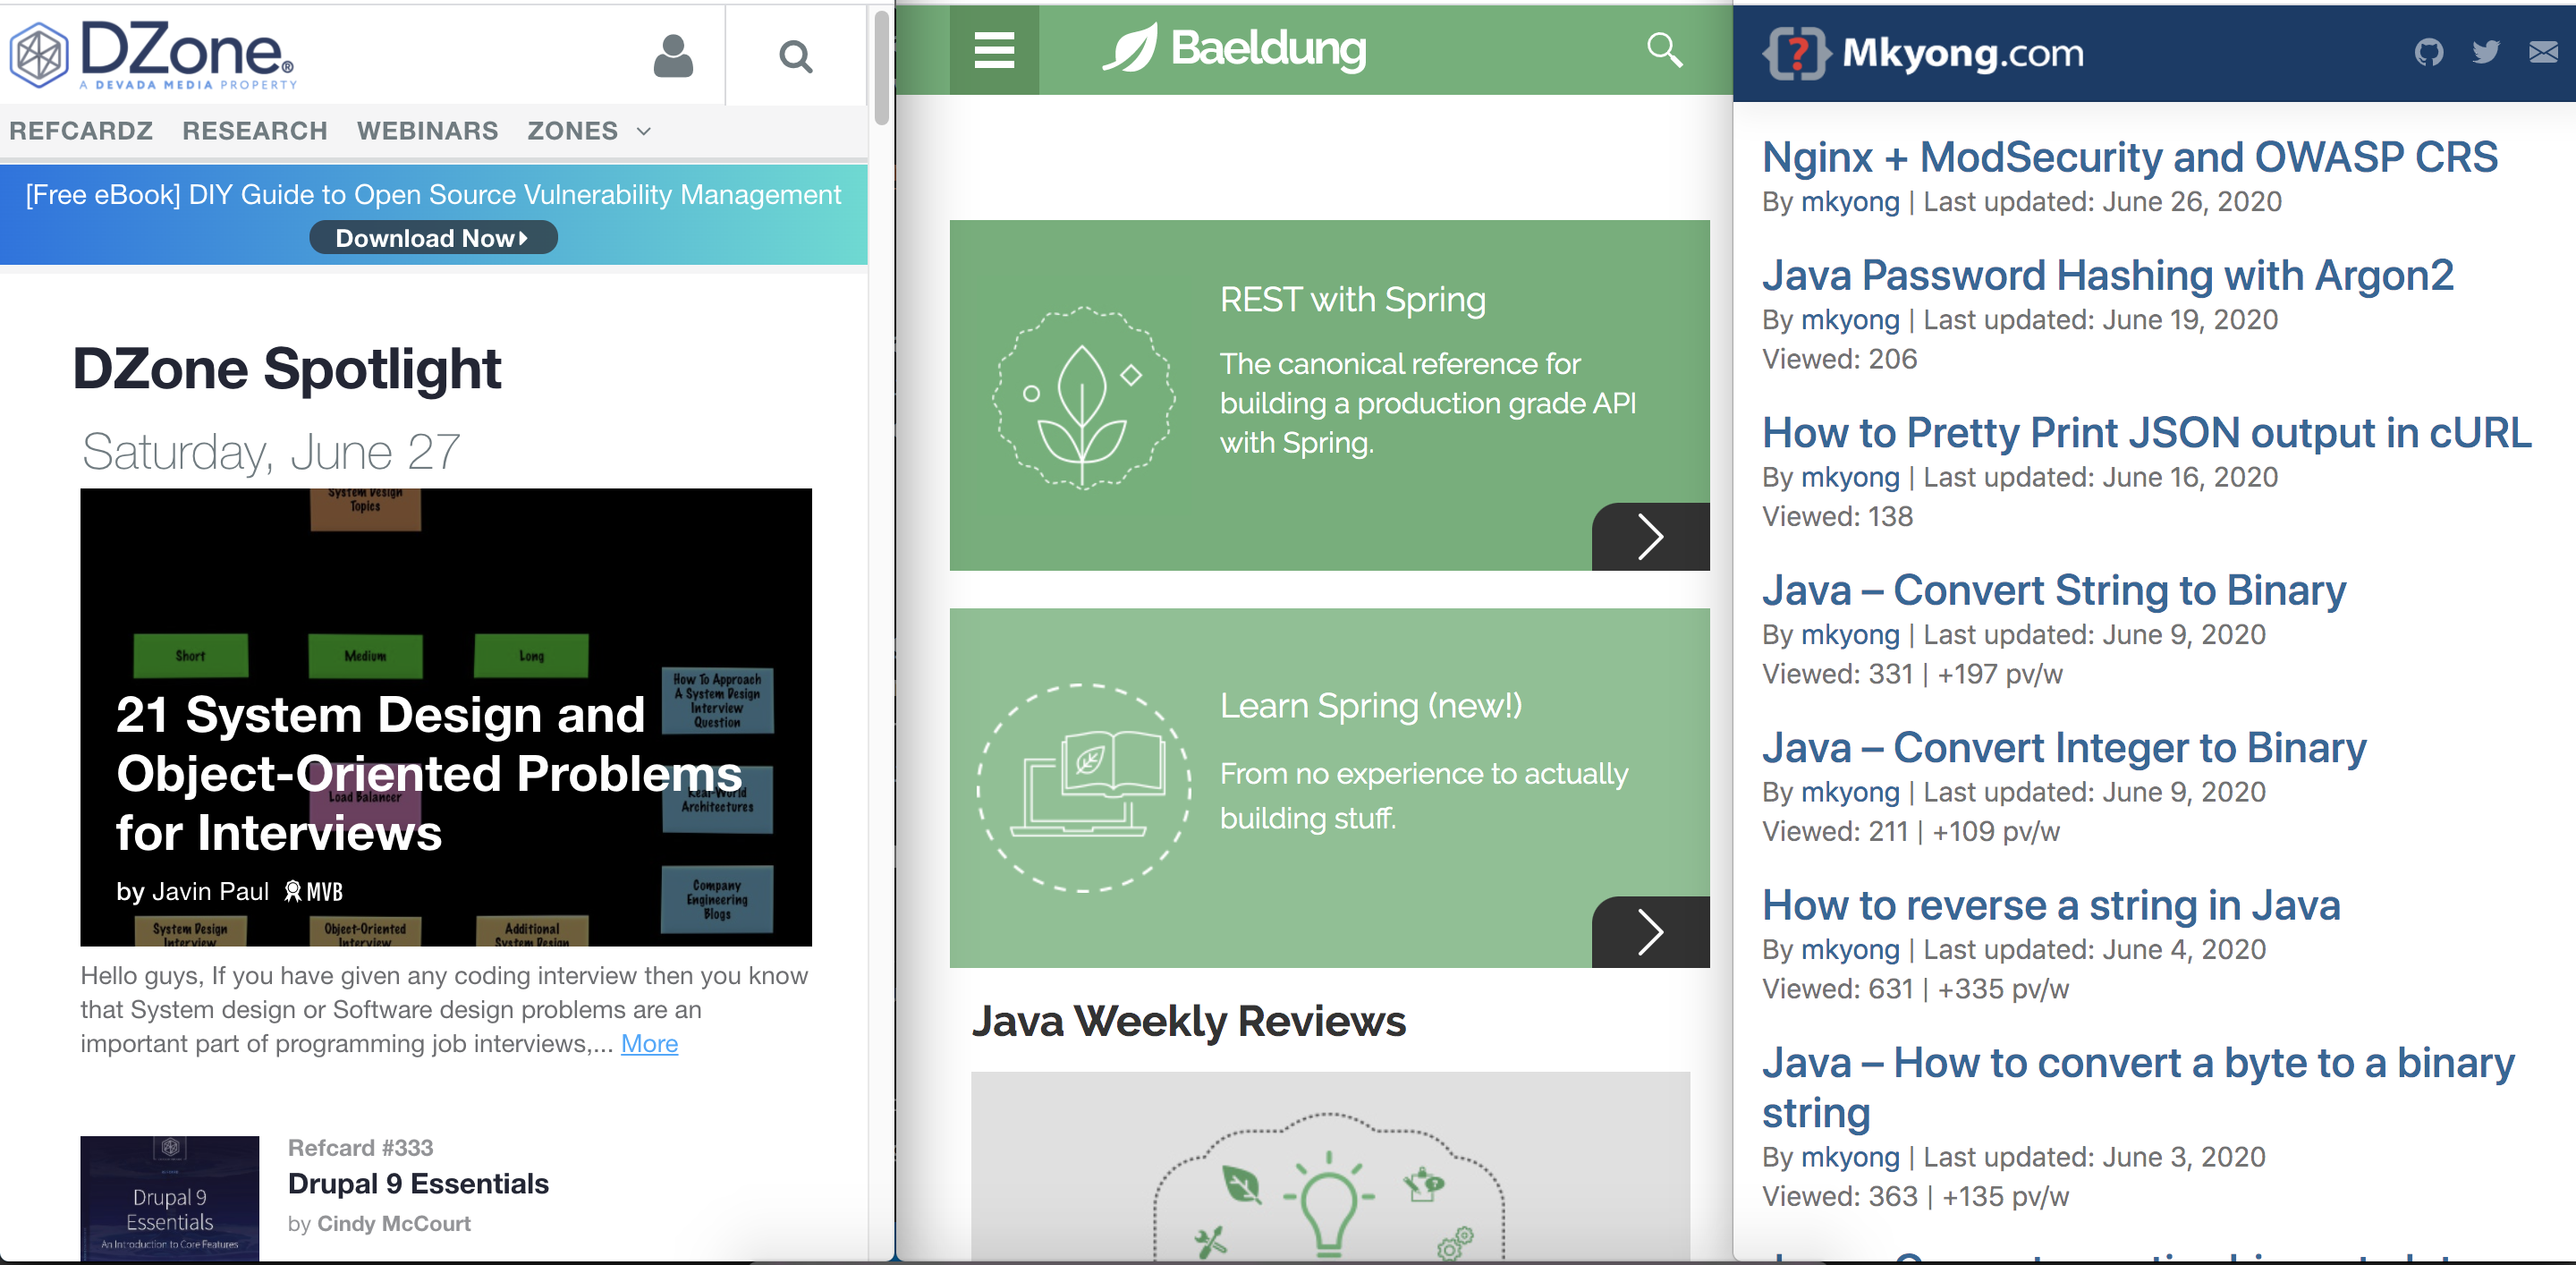 DZone®
A DEVADA MEDIA PROPERTY
REFCARDZ RESEARCH WEBINARS ZONES
[Free eBook] DIY Guide to Open Source Vulnerability Management
Download Now
DZone Spotlight
Saturday, June 27
System Design
Topics
Short Medium Long
How To Approach
A System Design
Interview
Question
21 System Design and
Object-Oriented Problems
for Interviews
Load Balancer
Real-World
Architectures
by Javin Paul MVB
Company
Engineering
Blogs
System Design
Interview
Object-Oriented
Interview
Additional
System Design
Hello guys, If you have given any coding interview then you know
that System design or Software design problems are an
important part of programming job interviews,... More
Drupal 9
Essentials
An Introduction to Core Features
Refcard #333
Drupal 9 Essentials
by Cindy McCourt
Baeldung
REST with Spring
The canonical reference for
building a production grade API
with Spring.
Learn Spring (new!)
From no experience to actually
building stuff.
Java Weekly Reviews
{?} Mkyong.com
Nginx + ModSecurity and OWASP CRS
By mkyong | Last updated: June 26, 2020
Java Password Hashing with Argon2
By mkyong | Last updated: June 19, 2020
Viewed: 206
How to Pretty Print JSON output in cURL
By mkyong | Last updated: June 16, 2020
Viewed: 138
Java – Convert String to Binary
By mkyong | Last updated: June 9, 2020
Viewed: 331 | +197 pv/w
Java – Convert Integer to Binary
By mkyong | Last updated: June 9, 2020
Viewed: 211 | +109 pv/w
How to reverse a string in Java
By mkyong | Last updated: June 4, 2020
Viewed: 631 | +335 pv/w
Java – How to convert a byte to a binary
string
By mkyong | Last updated: June 3, 2020
Viewed: 363 | +135 pv/w